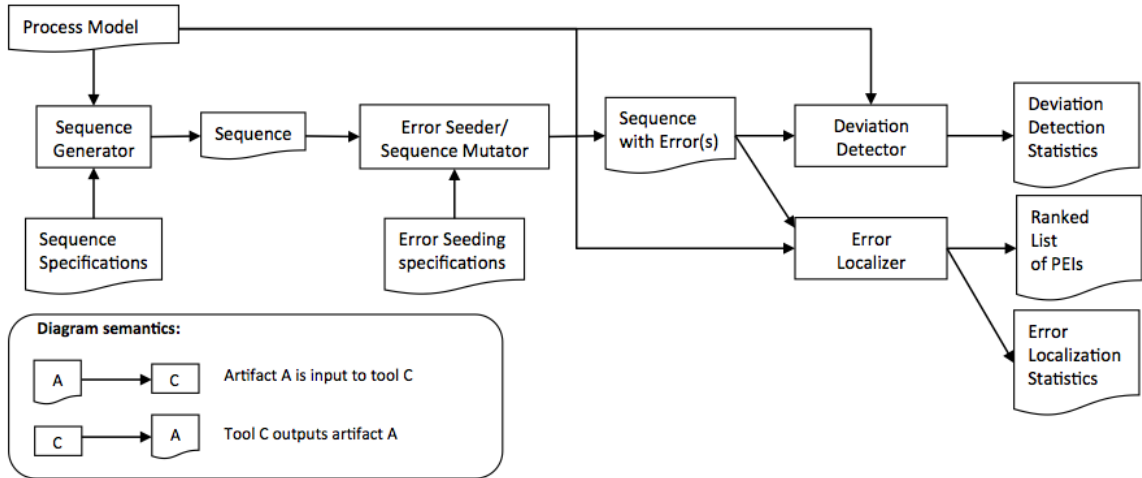 Process Model
Sequence
Generator
Sequence
Error Seeder/
Sequence Mutator
Sequence
with Error(s)
Deviation
Detector
Deviation
Detection
Statistics
Sequence
Specifications
Error Seeding
specifications
Error
Localizer
Ranked
List
of PEIs
Error
Localization
Statistics
Diagram semantics:
A
C
Artifact A is input to tool C
C
A
Tool C outputs artifact A